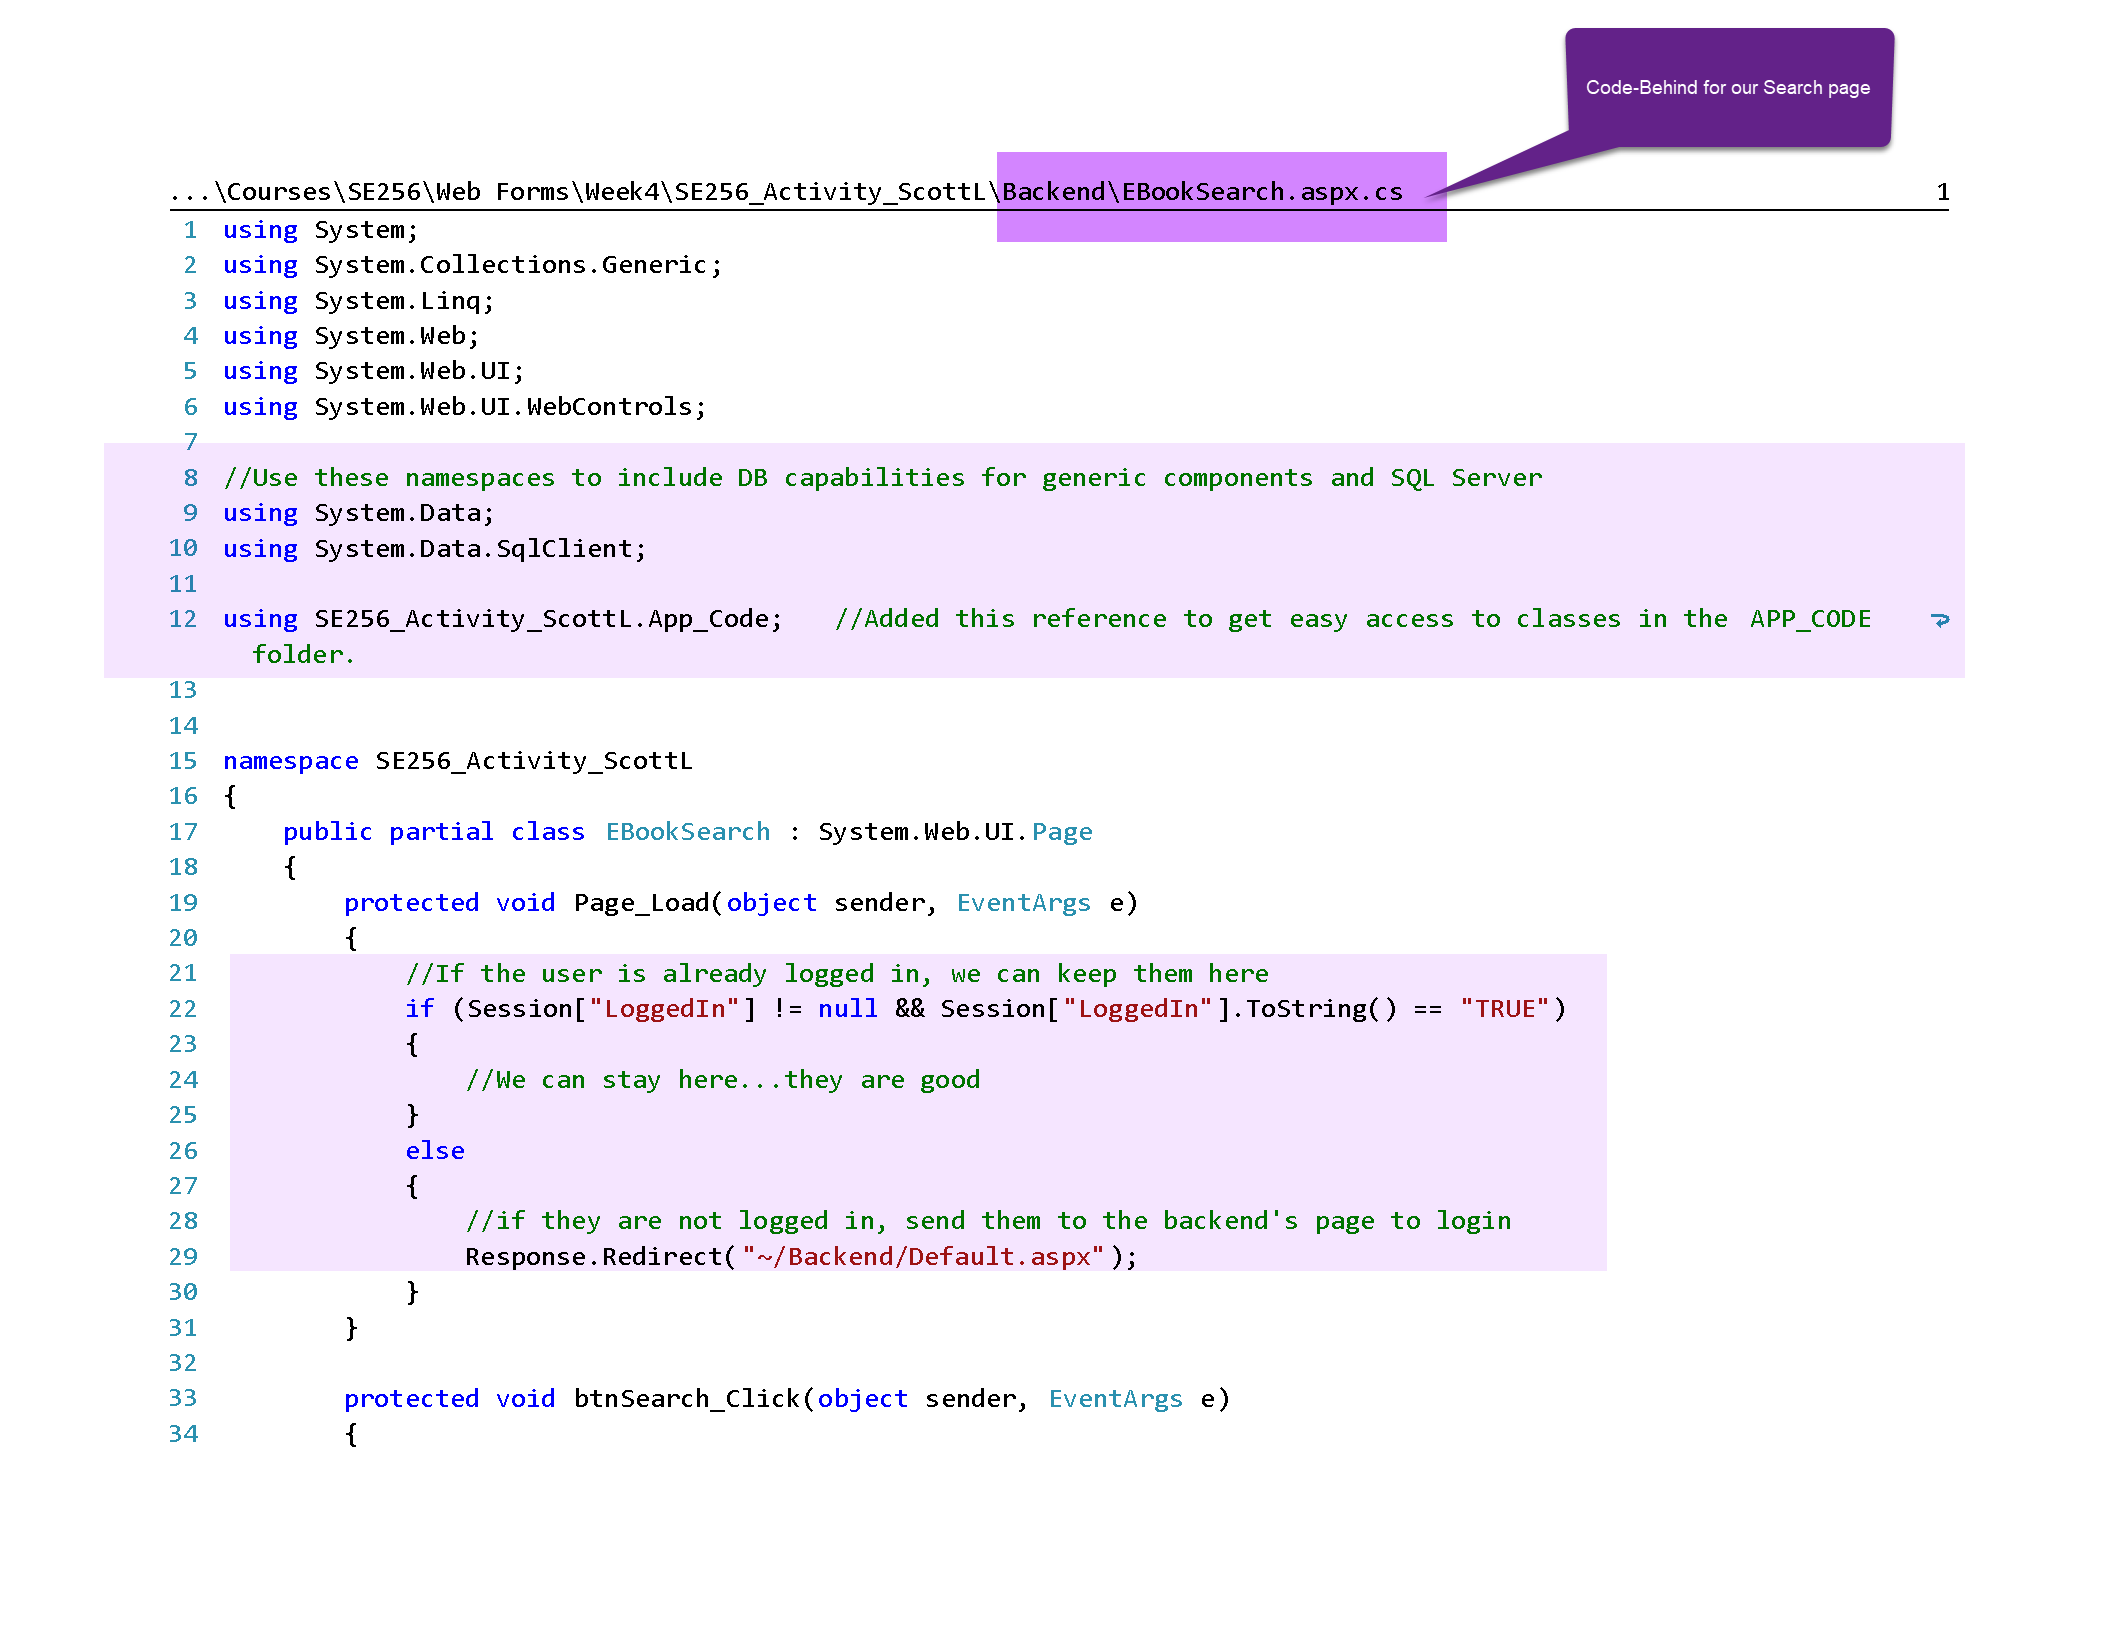 Code-Behind for our Search page
...\Courses\SE256\Web Forms\Week4\SE256_Activity_ScottL\Backend\EBookSearch.aspx.cs 1
1 using System;
2 using System.Collections.Generic;
3 using System.Linq;
4 using System.Web;
5 using System.Web.UI;
6 using System.Web.UI.WebControls;
7
8 //Use these namespaces to include DB capabilities for generic components and SQL Server
9 using System.Data;
10 using System.Data.SqlClient;
11
12 using SE256_Activity_ScottL.App_Code; //Added this reference to get easy access to classes in the APP_CODE
folder.
13
14
15 namespace SE256_Activity_ScottL
16 {
17 public partial class EBookSearch : System.Web.UI.Page
18 {
19 protected void Page_Load(object sender, EventArgs e)
20 {
21 //If the user is already logged in, we can keep them here
22 if (Session["LoggedIn"] != null && Session["LoggedIn"].ToString() == "TRUE")
23 {
24 //We can stay here...they are good
25 }
26 else
27 {
28 //if they are not logged in, send them to the backend's page to login
29 Response.Redirect("~/Backend/Default.aspx");
30 }
31 }
32
33 protected void btnSearch_Click(object sender, EventArgs e)
34 {